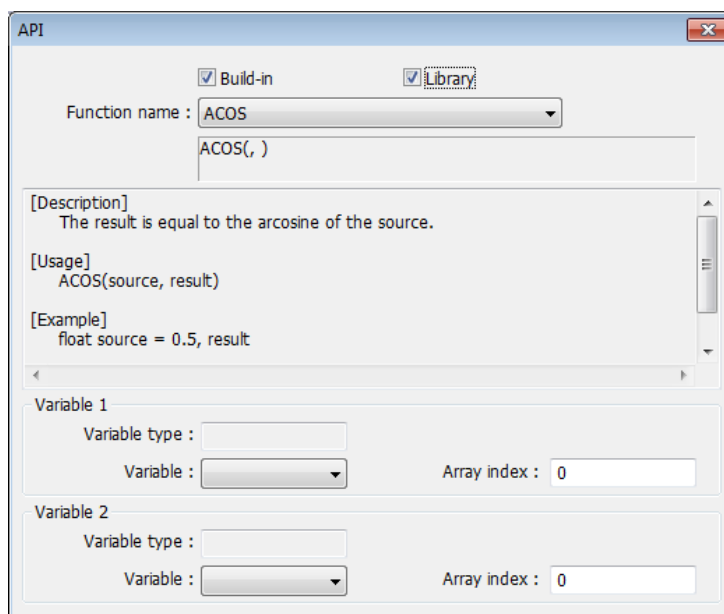 API
Build-in Library
Function name : ACOS
ACOS(, )
[Description]
The result is equal to the arcosine of the source.
[Usage]
ACOS(source, result)
[Example]
float source = 0.5, result
Variable 1
Variable type :
Variable : Array index : 0
Variable 2
Variable type :
Variable : Array index : 0